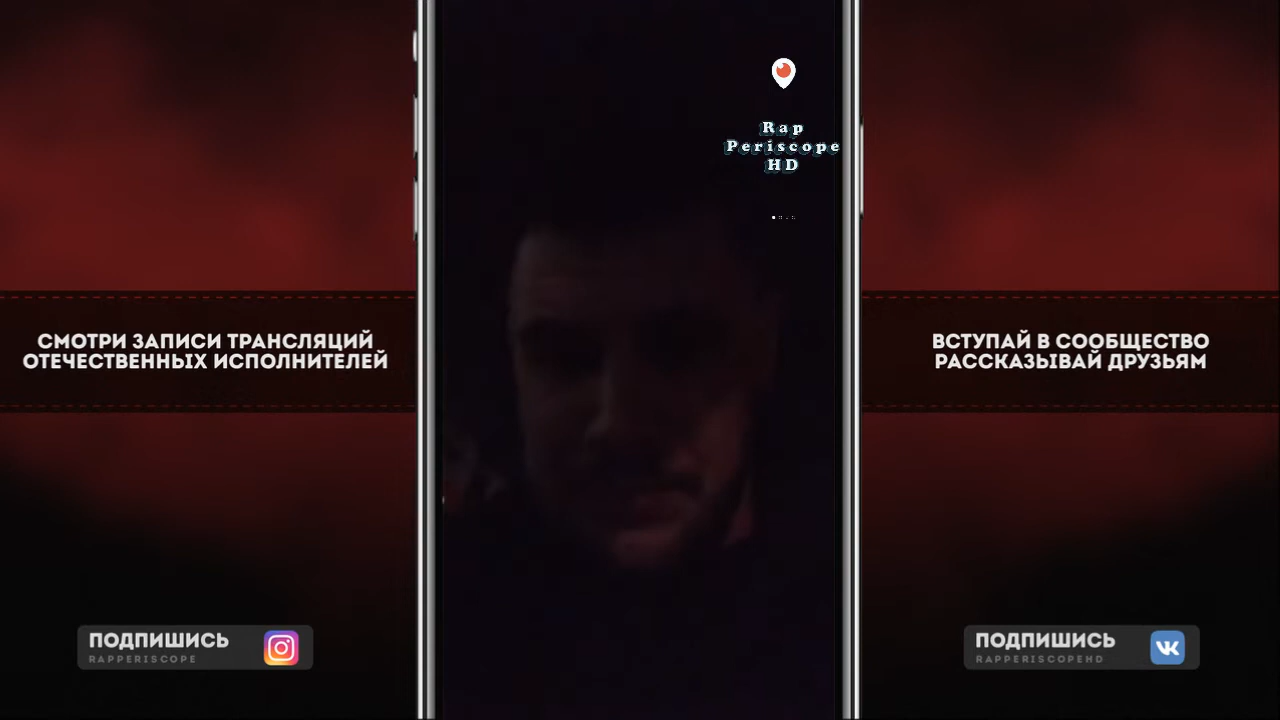 Rap
Periscope
HD
СМОТРИ ЗАПИСИ ТРАНСЛЯЦИЙ
ОТЕЧЕСТВЕННЫХ ИСПОЛНИТЕЛЕЙ
ВСТУПАЙ В СООБЩЕСТВО
РАССКАЗЫВАЙ ДРУЗЬЯМ
ПОДПИШИСЬ
RAPPERISCOPE
ПОДПИШИСЬ
RAPPERISCOPEHD